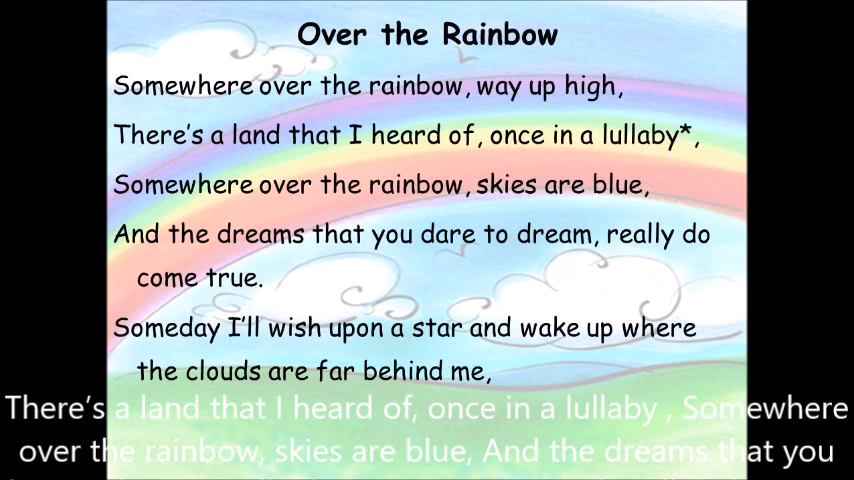 Over the Rainbow
Somewhere over the rainbow, way up high,
There's a land that I heard of, once in a lullaby*,
Somewhere over the rainbow, skies are blue,
And the dreams that you dare to dream, really do
come true.
Someday I'll wish upon a star and wake up where
the clouds are far behind me,
There's a land that I heard of, once in a lullaby , Somewhere
over the rainbow, skies are blue, And the dreams that you